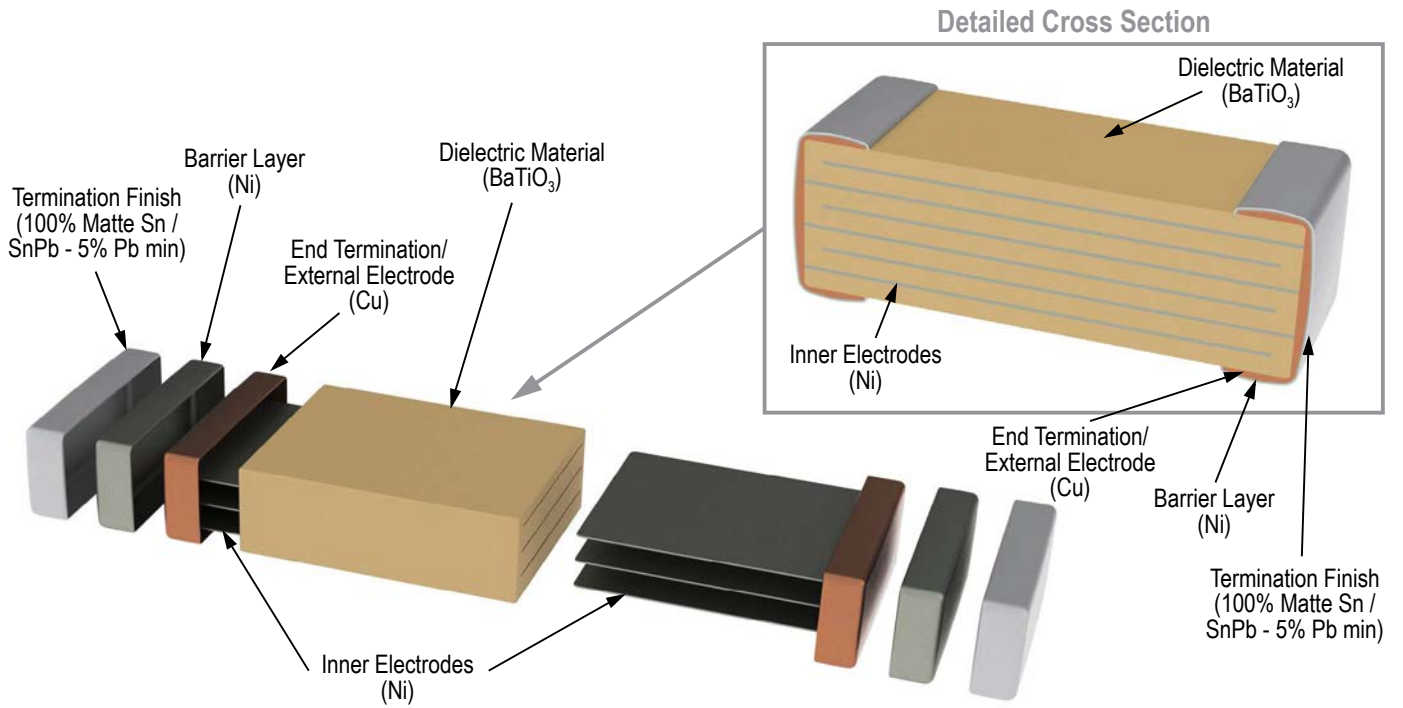 Detailed Cross Section
Dielectric Material
(BaTiO₃)
Inner Electrodes
(Ni)
End Termination/
External Electrode
(Cu)
Barrier Layer
(Ni)
Termination Finish
(100% Matte Sn /
SnPb - 5% Pb min)
Termination Finish
(100% Matte Sn /
SnPb - 5% Pb min)
Barrier Layer
(Ni)
End Termination/
External Electrode
(Cu)
Dielectric Material
(BaTiO₃)
Inner Electrodes
(Ni)